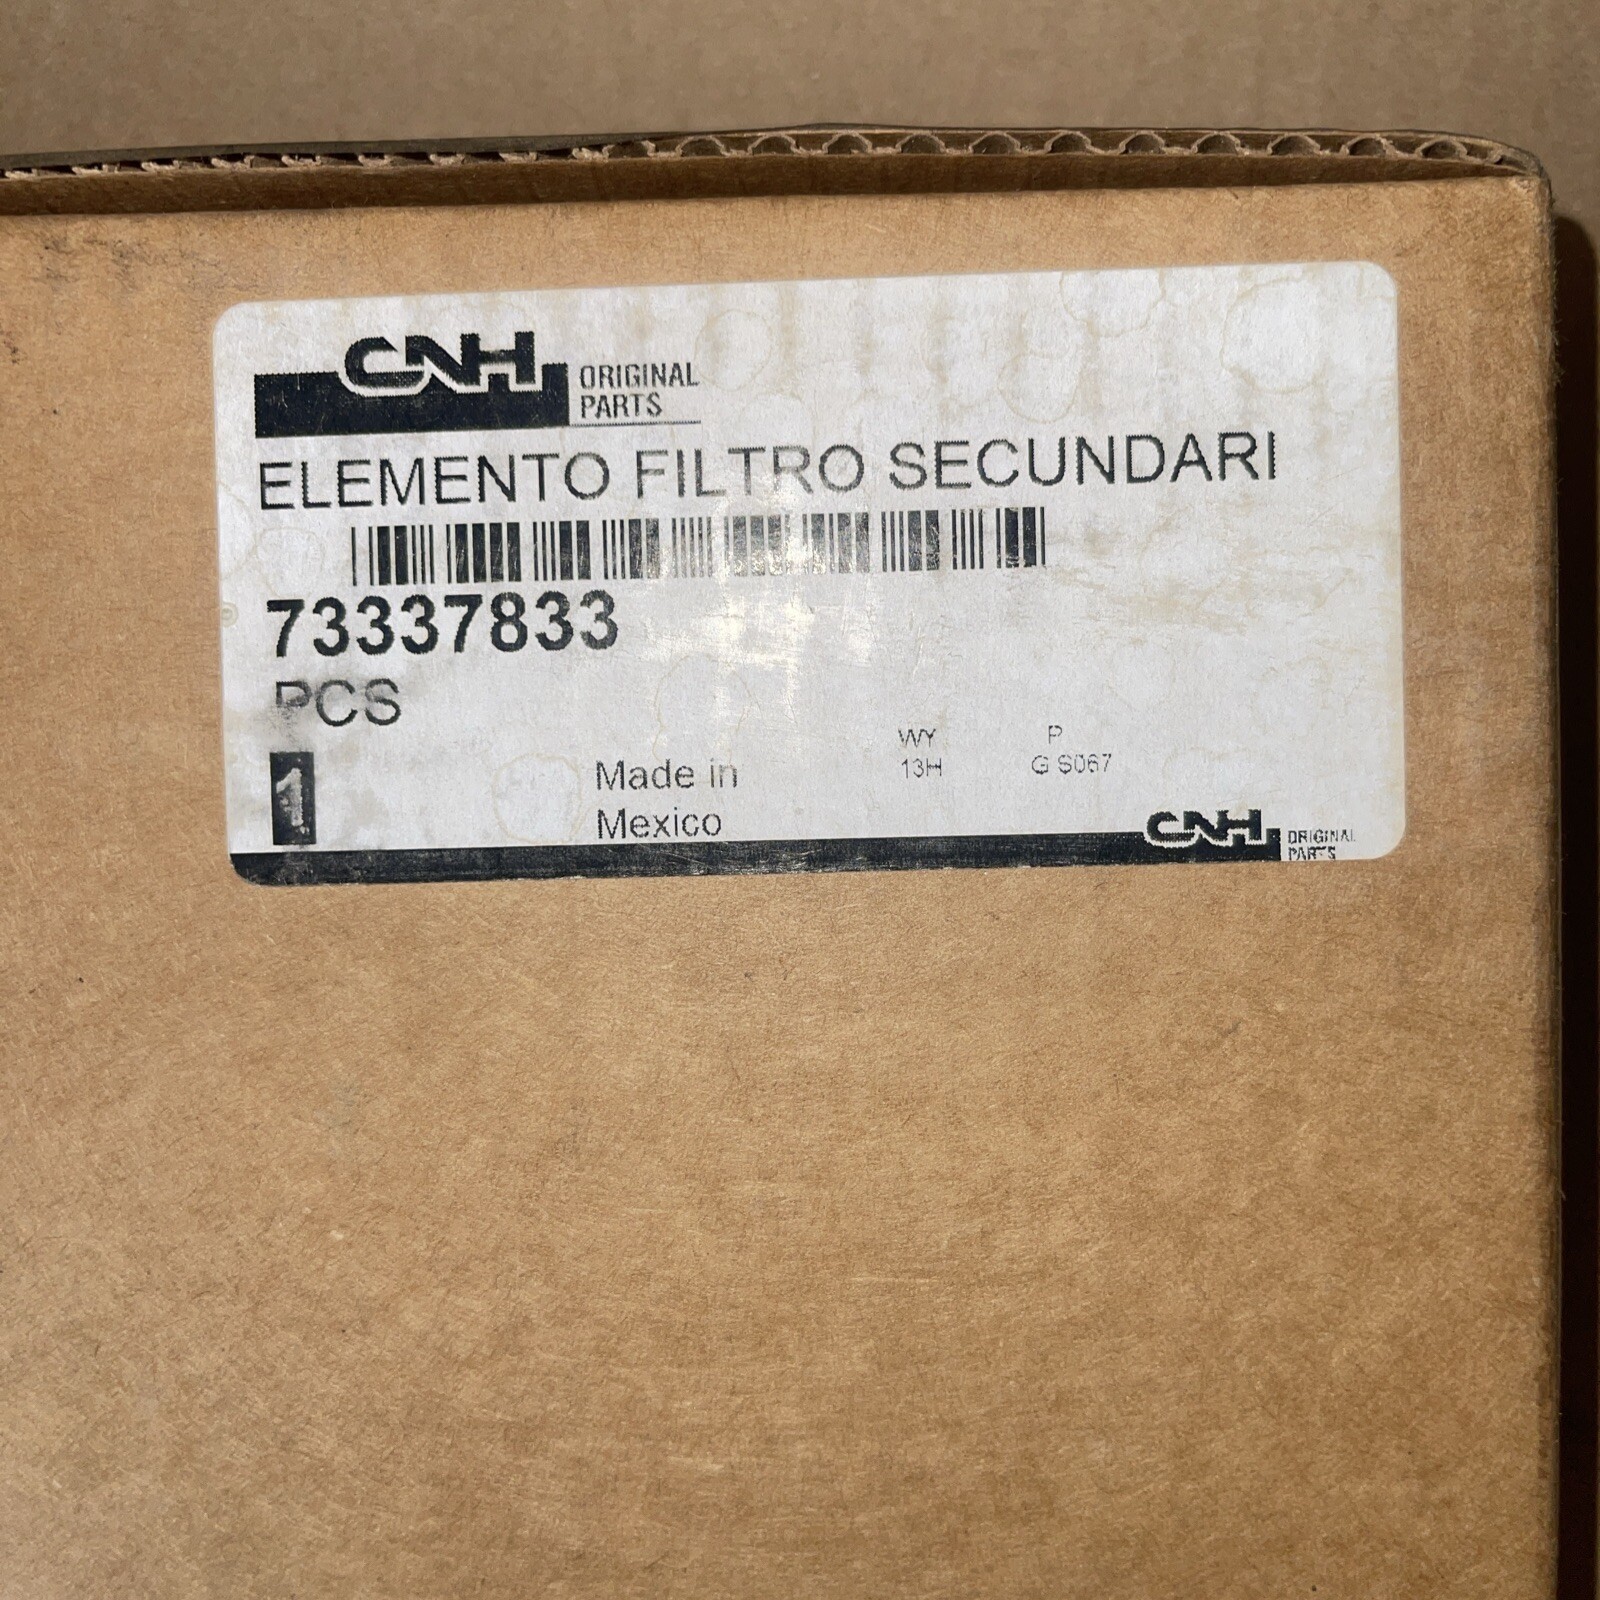 CNH ORIGINAL
PARTS
ELEMENTO FILTRO SECUNDARI
73337833
PCS
1
Made in
Mexico
WY P
13H G S067
CNH ORIGINAL
PARTS